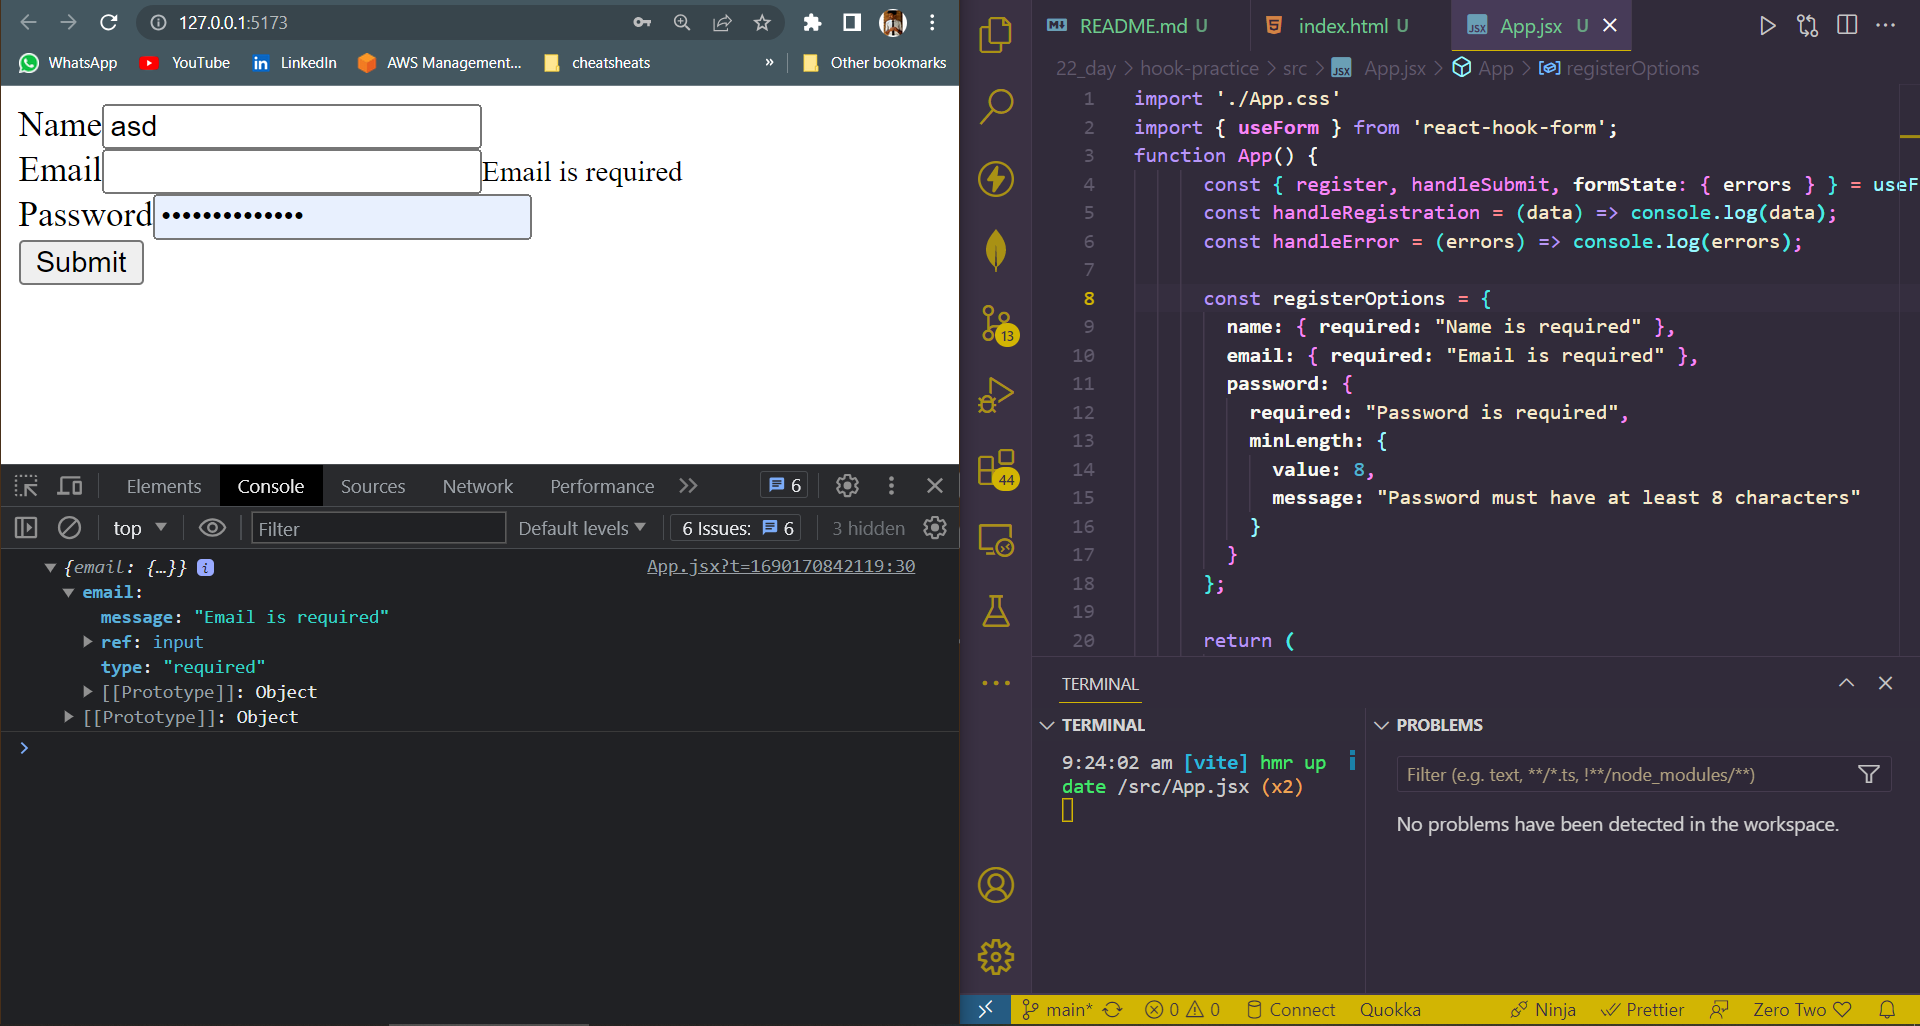 127.0.0.1:5173
WhatsApp YouTube LinkedIn AWS Management... cheatsheats » Other bookmarks
Name asd
Email Email is required
Password ••••••••••••••
Submit
Elements Console Sources Network Performance 6
top Filter Default levels 6 Issues: 6 3 hidden
{email: {…}} i App.jsx?t=1690170842119:30
email:
message: "Email is required"
ref: input
type: "required"
[[Prototype]]: Object
[[Prototype]]: Object
>
README.md U index.html U App.jsx U
22_day > hook-practice > src > App.jsx > App > registerOptions
1 import './App.css'
2 import { useForm } from 'react-hook-form';
3 function App() {
4 const { register, handleSubmit, formState: { errors } } = useF
5 const handleRegistration = (data) => console.log(data);
6 const handleError = (errors) => console.log(errors);
7
8 const registerOptions = {
9 name: { required: "Name is required" },
10 email: { required: "Email is required" },
11 password: {
12 required: "Password is required",
13 minLength: {
14 value: 8,
15 message: "Password must have at least 8 characters"
16 }
17 }
18 };
19
20 return (
13
44
TERMINAL
TERMINAL
9:24:02 am [vite] hmr up
date /src/App.jsx (x2)
PROBLEMS
Filter (e.g. text, **/*.ts, !**/node_modules/**)
No problems have been detected in the workspace.
main* 0 0 Connect Quokka Ninja Prettier Zero Two